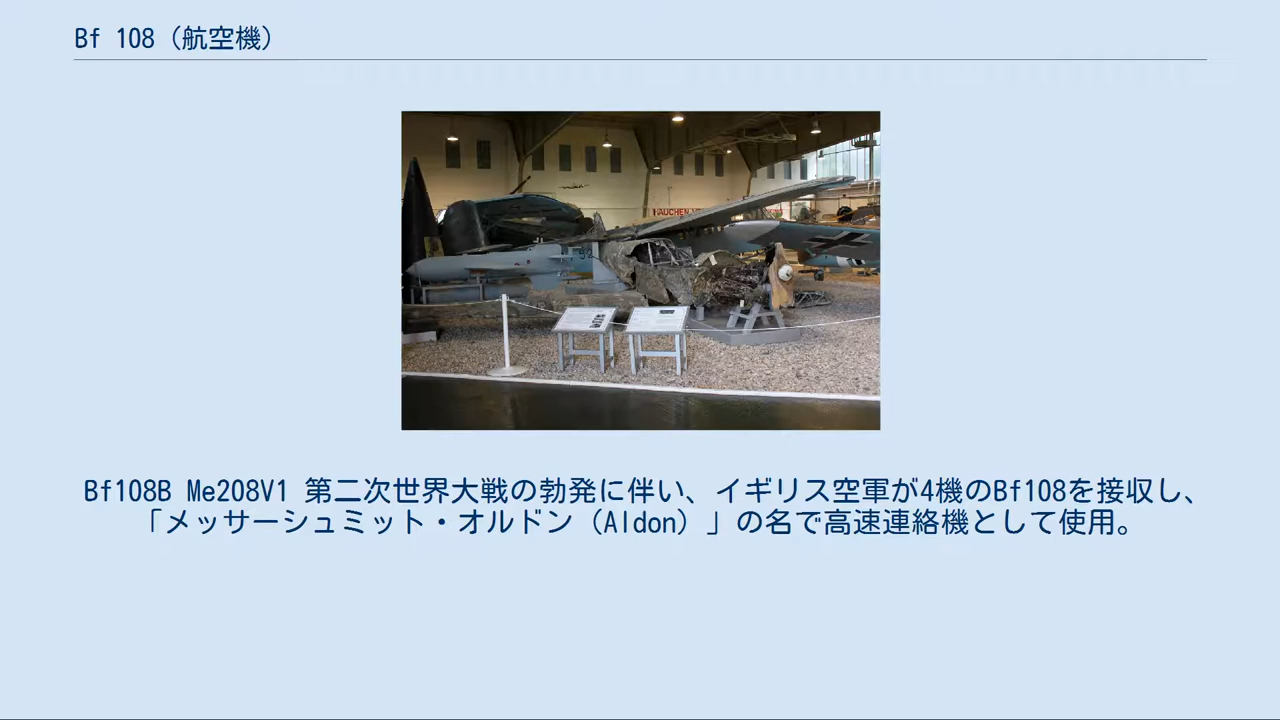 Bf 108（航空機）
HAUCHEN
52
Bf108B Me208V1 第二次世界大戦の勃発に伴い、イギリス空軍が4機のBf108を接収し、
「メッサーシュミット・オルドン（Aldon）」の名で高速連絡機として使用。